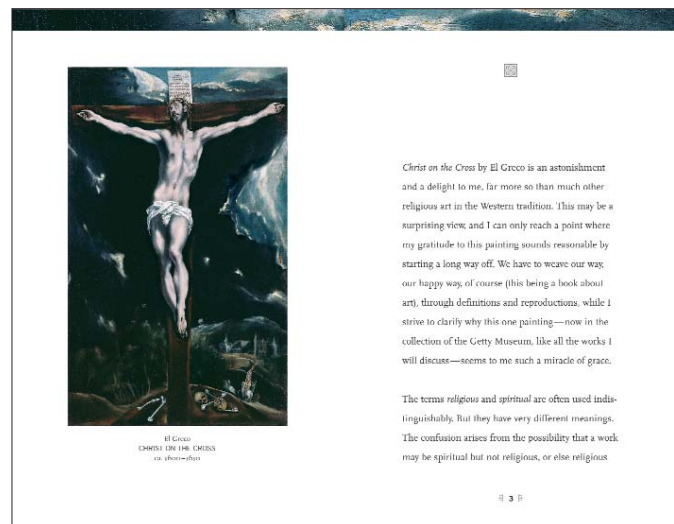 El Greco
CHRIST ON THE CROSS
Christ on the Cross by El Greco is an astonishment
and a delight to me, far more so than much other
religious art in the Western tradition. This may be a
surprising view, and I can only reach a point where
my gratitude to this painting sounds reasonable by
starting a long way off. We have to weave our way,
our happy way, of course (this being a book about
art), through definitions and reproductions, while I
strive to clarify why this one painting—now in the
collection of the Getty Museum, like all the works I
will discuss—seems to me such a miracle of grace.
The terms religious and spiritual are often used indis-
tinguishably. But they have very different meanings.
The confusion arises from the possibility that a work
may be spiritual but not religious, or else religious
3